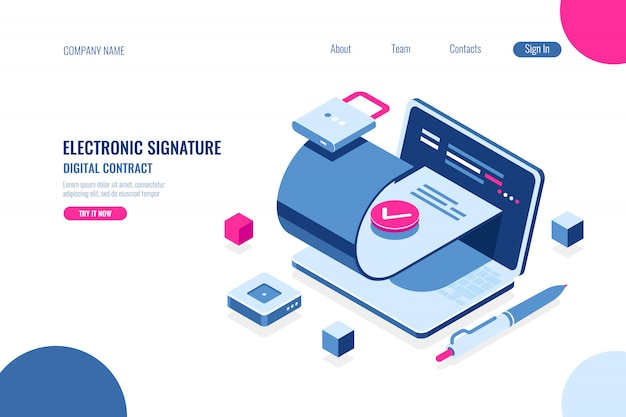 COMPANY NAME
About Team Contacts Sign In
ELECTRONIC SIGNATURE
DIGITAL CONTRACT
Lorem ipsum dolor sit amet,
consectetur adipiscing elit,
sed do eiusmod tempor
TRY IT NOW